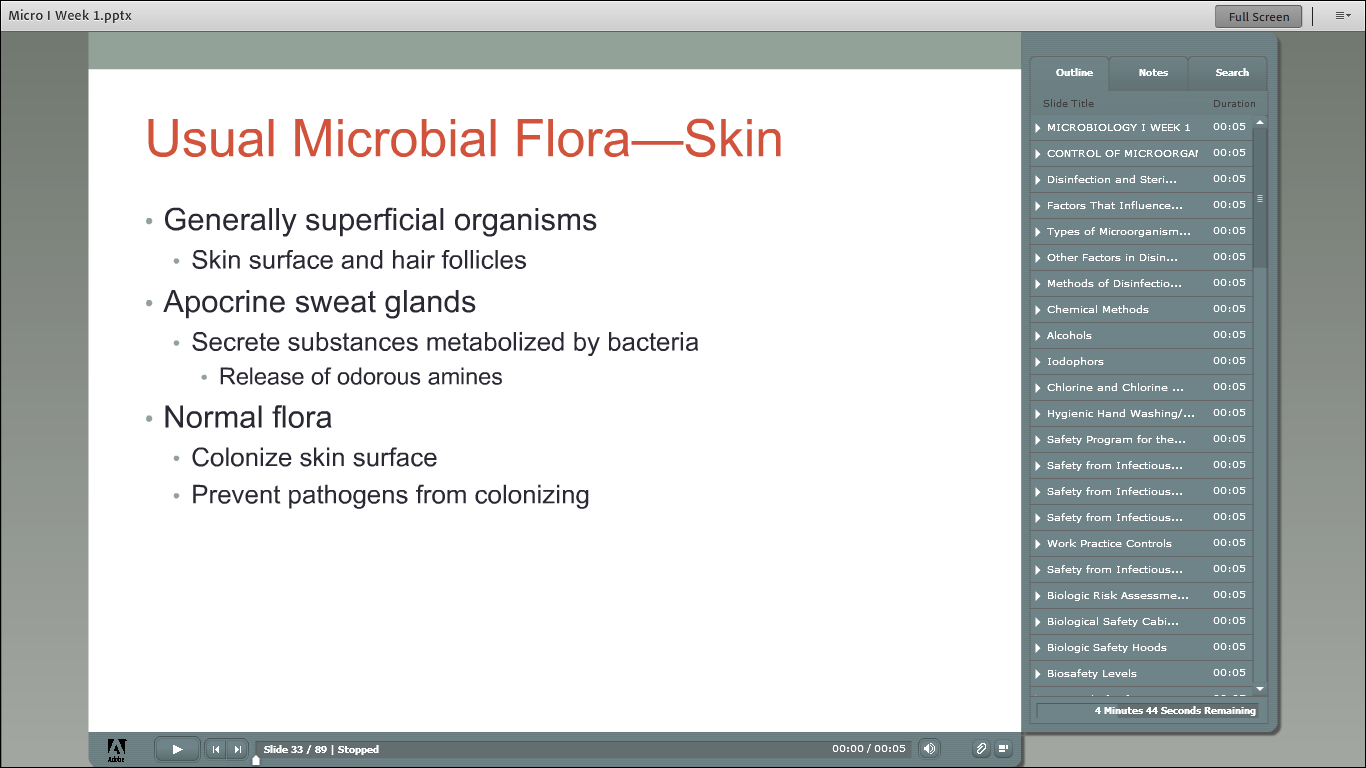 Micro I Week 1.pptx
Full Screen
Usual Microbial Flora—Skin
• Generally superficial organisms
• Skin surface and hair follicles
• Apocrine sweat glands
• Secrete substances metabolized by bacteria
• Release of odorous amines
• Normal flora
• Colonize skin surface
• Prevent pathogens from colonizing
Outline Notes Search
Slide Title Duration
MICROBIOLOGY I WEEK 1 00:05
CONTROL OF MICROORGAN 00:05
Disinfection and Steri... 00:05
Factors That Influence... 00:05
Types of Microorganism... 00:05
Other Factors in Disin... 00:05
Methods of Disinfectio... 00:05
Chemical Methods 00:05
Alcohols 00:05
Iodophors 00:05
Chlorine and Chlorine ... 00:05
Hygienic Hand Washing/... 00:05
Safety Program for the... 00:05
Safety from Infectious... 00:05
Safety from Infectious... 00:05
Safety from Infectious... 00:05
Work Practice Controls 00:05
Safety from Infectious... 00:05
Biologic Risk Assessme... 00:05
Biological Safety Cabi... 00:05
Biologic Safety Hoods 00:05
Biosafety Levels 00:05
4 Minutes 44 Seconds Remaining
Adobe
Slide 33 / 89 | Stopped
00:00 / 00:05